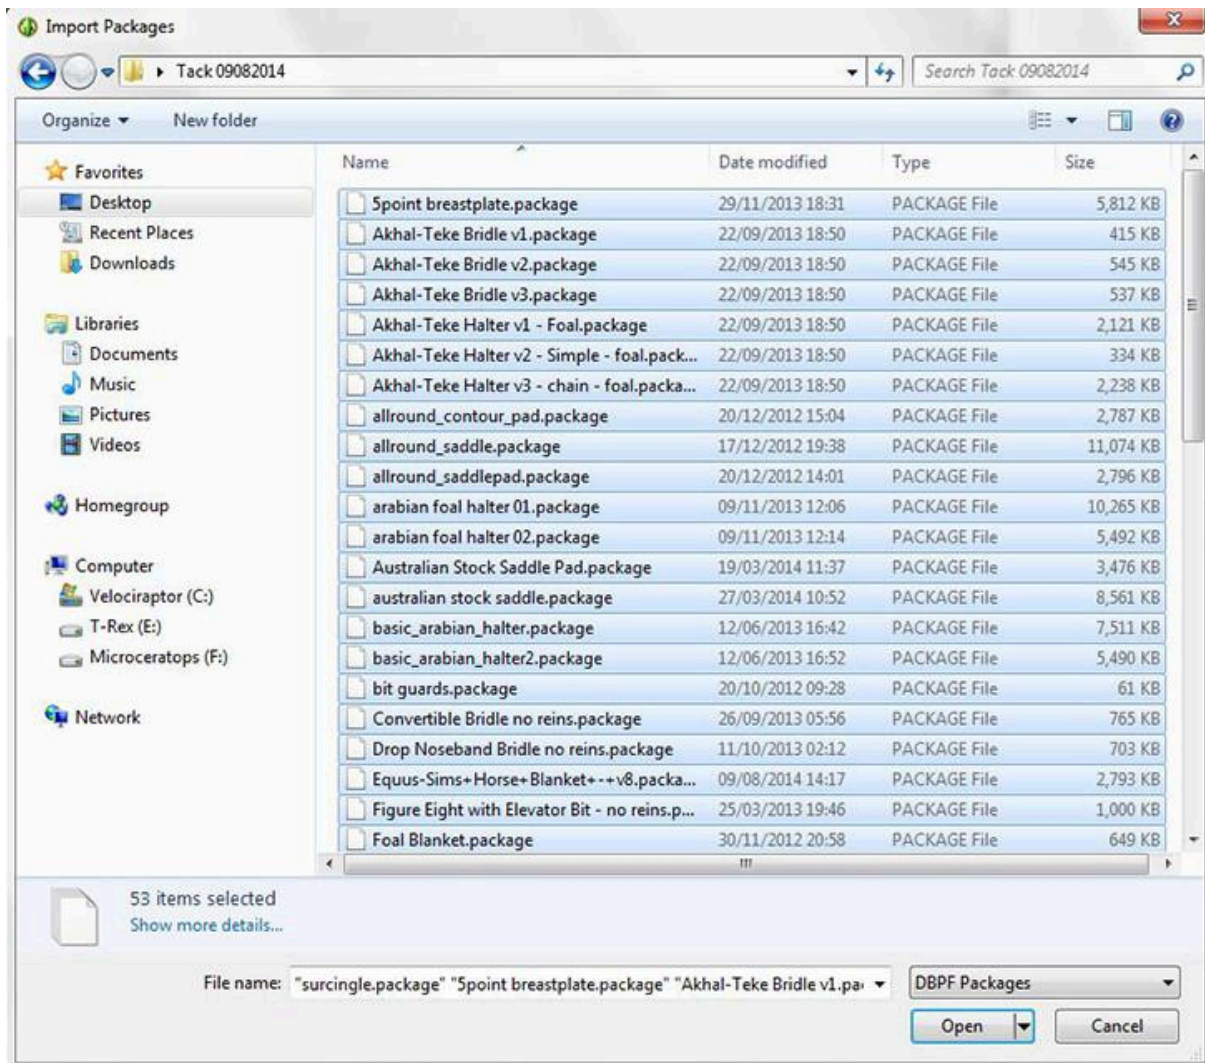 Import Packages
Tack 09082014
Search Tack 09082014
Organize
New folder
Name Date modified Type Size
Favorites
Desktop
Recent Places
Downloads
Libraries
Documents
Music
Pictures
Videos
Homegroup
Computer
Velociraptor (C:)
T-Rex (E:)
Microceratops (F:)
Network
5point breastplate.package 29/11/2013 18:31 PACKAGE File 5,812 KB
Akhal-Teke Bridle v1.package 22/09/2013 18:50 PACKAGE File 415 KB
Akhal-Teke Bridle v2.package 22/09/2013 18:50 PACKAGE File 545 KB
Akhal-Teke Bridle v3.package 22/09/2013 18:50 PACKAGE File 537 KB
Akhal-Teke Halter v1 - Foal.package 22/09/2013 18:50 PACKAGE File 2,121 KB
Akhal-Teke Halter v2 - Simple - foal.pack... 22/09/2013 18:50 PACKAGE File 334 KB
Akhal-Teke Halter v3 - chain - foal.packa... 22/09/2013 18:50 PACKAGE File 2,238 KB
allround_contour_pad.package 20/12/2012 15:04 PACKAGE File 2,787 KB
allround_saddle.package 17/12/2012 19:38 PACKAGE File 11,074 KB
allround_saddlepad.package 20/12/2012 14:01 PACKAGE File 2,796 KB
arabian foal halter 01.package 09/11/2013 12:06 PACKAGE File 10,265 KB
arabian foal halter 02.package 09/11/2013 12:14 PACKAGE File 5,492 KB
Australian Stock Saddle Pad.package 19/03/2014 11:37 PACKAGE File 3,476 KB
australian stock saddle.package 27/03/2014 10:52 PACKAGE File 8,561 KB
basic_arabian_halter.package 12/06/2013 16:42 PACKAGE File 7,511 KB
basic_arabian_halter2.package 12/06/2013 16:52 PACKAGE File 5,490 KB
bit guards.package 20/10/2012 09:28 PACKAGE File 61 KB
Convertible Bridle no reins.package 26/09/2013 05:56 PACKAGE File 765 KB
Drop Noseband Bridle no reins.package 11/10/2013 02:12 PACKAGE File 703 KB
Equus-Sims+Horse+Blanket+-+v8.packa... 09/08/2014 14:17 PACKAGE File 2,793 KB
Figure Eight with Elevator Bit - no reins.p... 25/03/2013 19:46 PACKAGE File 1,000 KB
Foal Blanket.package 30/11/2012 20:58 PACKAGE File 649 KB
53 items selected
Show more details...
File name: "surcingle.package" "5point breastplate.package" "Akhal-Teke Bridle v1.pa
DBPF Packages
Open
Cancel